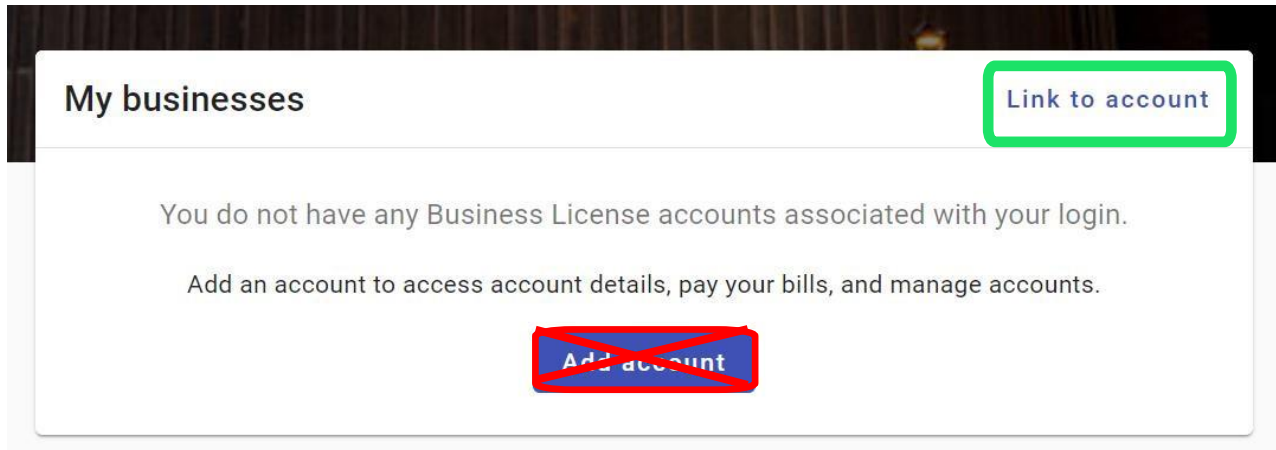 My businesses
Link to account
You do not have any Business License accounts associated with your login.
Add an account to access account details, pay your bills, and manage accounts.
Add account